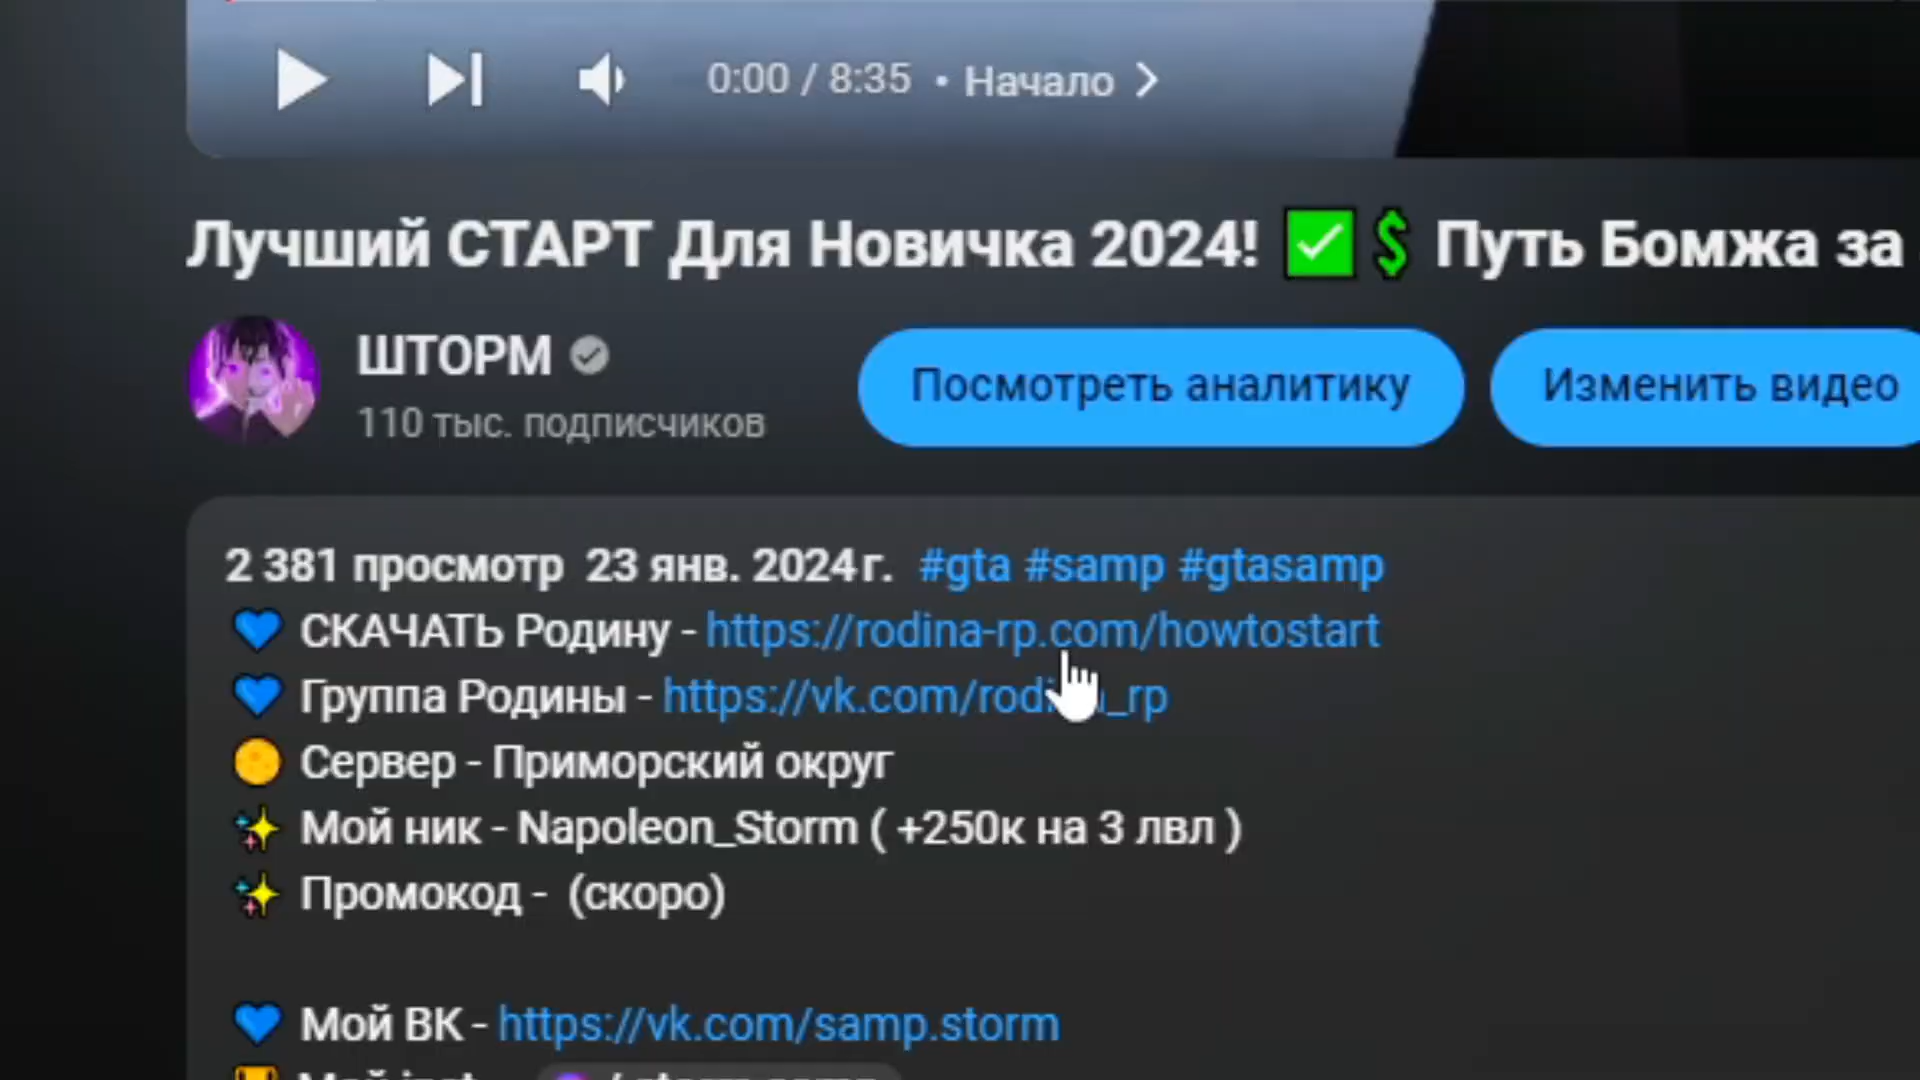 0:00 / 8:35 • Начало
Лучший СТАРТ Для Новичка 2024! ✅💲 Путь Бомжа за
ШТОРМ
110 тыс. подписчиков
Посмотреть аналитику
Изменить видео
2 381 просмотр 23 янв. 2024 г. #gta #samp #gtasamp
💙 СКАЧАТЬ Родину - https://rodina-rp.com/howtostart
💙 Группа Родины - https://vk.com/rodina_rp
🟡 Сервер - Приморский округ
✨ Мой ник - Napoleon_Storm ( +250к на 3 лвл )
✨ Промокод - (скоро)
💙 Мой ВК - https://vk.com/samp.storm